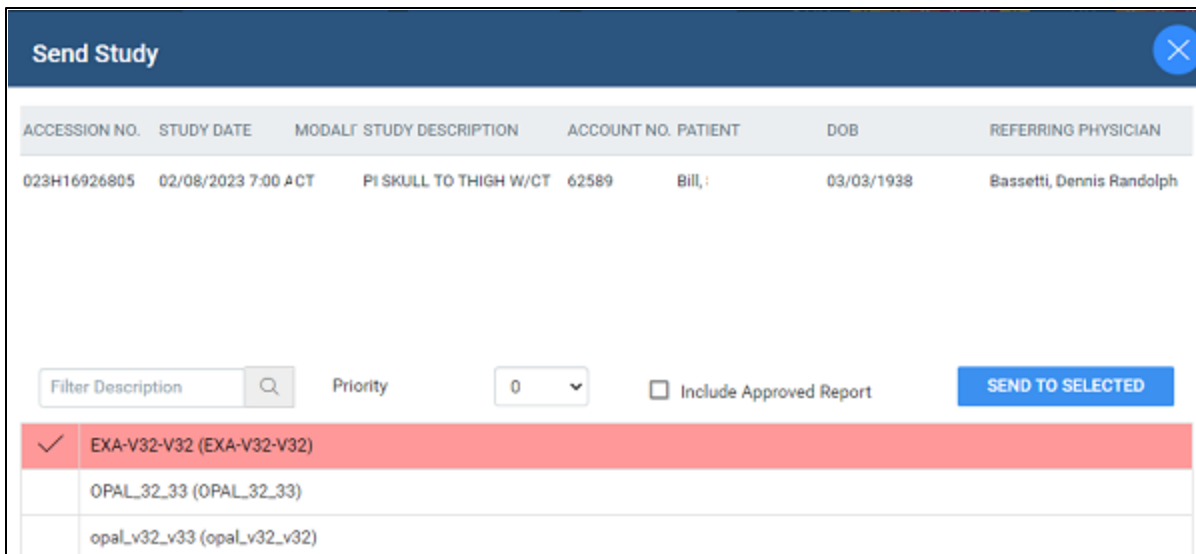 Send Study
ACCESSION NO. STUDY DATE MODALI STUDY DESCRIPTION ACCOUNT NO. PATIENT DOB REFERRING PHYSICIAN
023H16926805 02/08/2023 7:00 A CT PI SKULL TO THIGH W/CT 62589 Bill, 03/03/1938 Bassetti, Dennis Randolph
Filter Description Priority 0 Include Approved Report SEND TO SELECTED
EXA-V32-V32 (EXA-V32-V32)
OPAL_32_33 (OPAL_32_33)
opal_v32_v33 (opal_v32_v32)